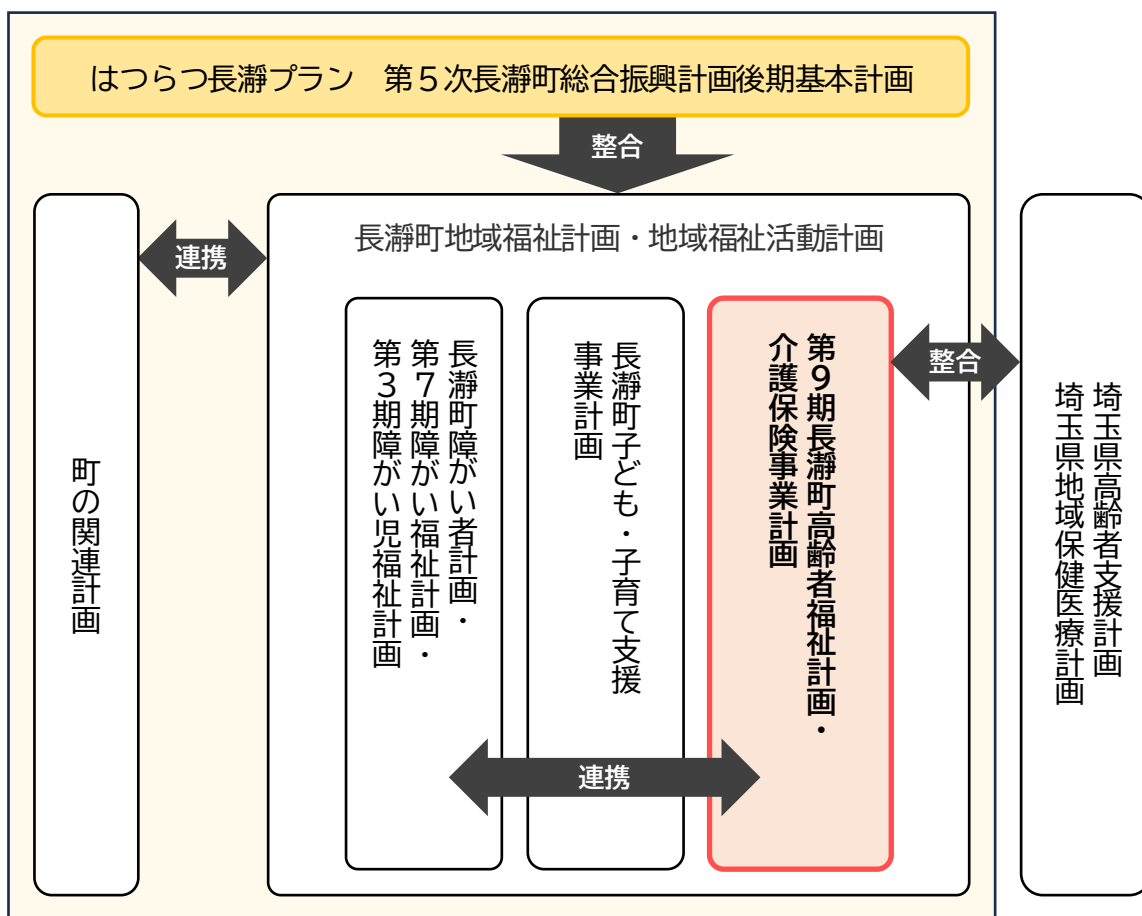 はつらつ長瀞プラン　第５次長瀞町総合振興計画後期基本計画
整合
長瀞町地域福祉計画・地域福祉活動計画
連携
町の関連計画
長瀞町障がい者計画・
第７期障がい福祉計画・
第３期障がい児福祉計画
長瀞町子ども・子育て支援
事業計画
第９期長瀞町高齢者福祉計画・
介護保険事業計画
連携
整合
埼玉県高齢者支援計画
埼玉県地域保健医療計画